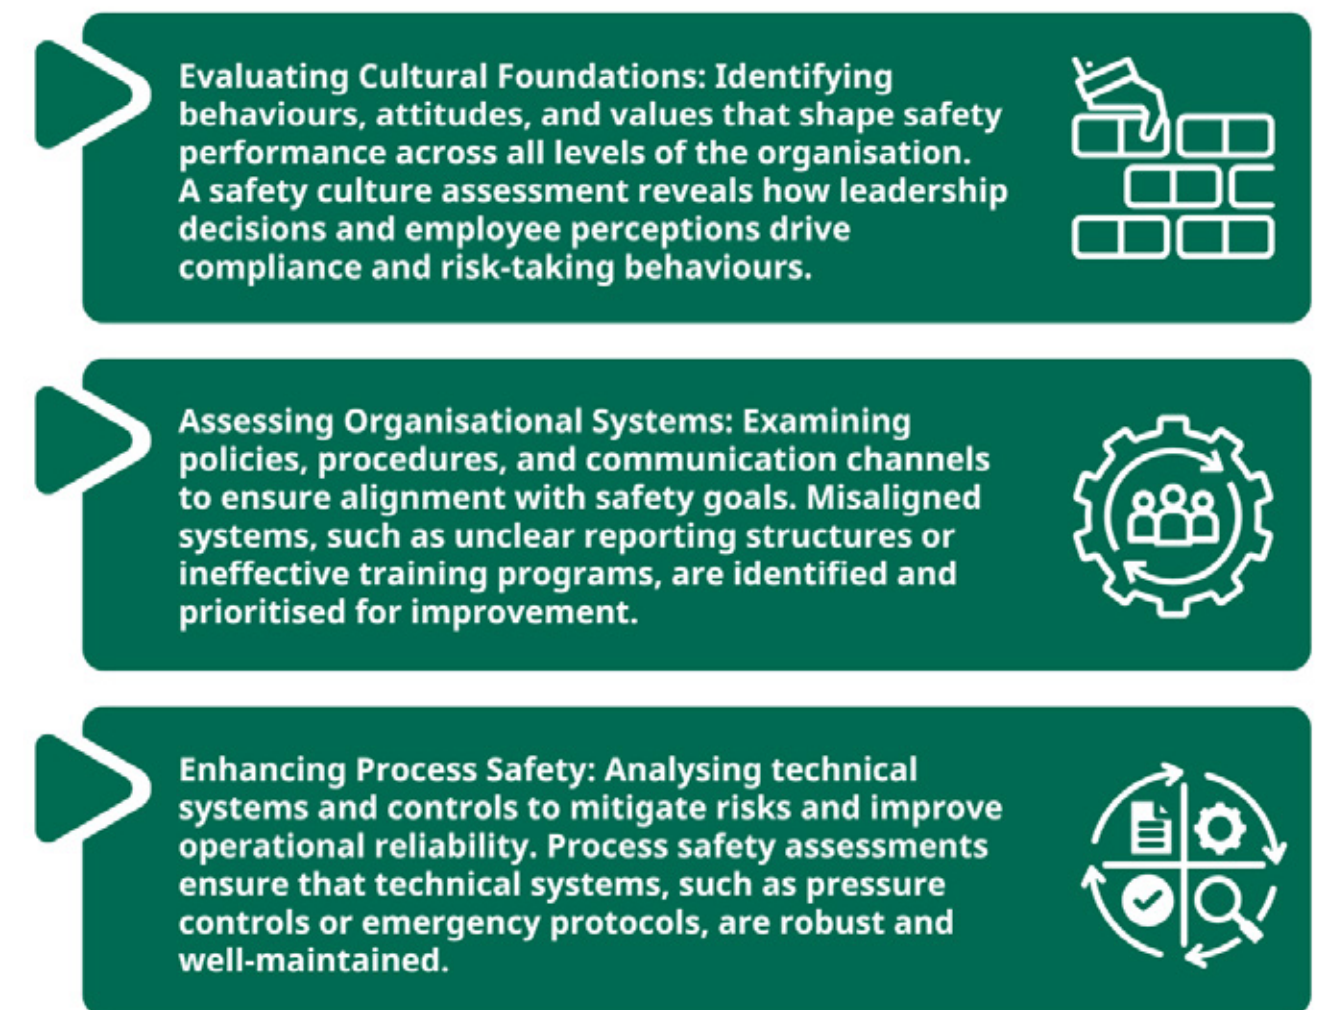 Evaluating Cultural Foundations: Identifying
behaviours, attitudes, and values that shape safety
performance across all levels of the organisation.
A safety culture assessment reveals how leadership
decisions and employee perceptions drive
compliance and risk-taking behaviours.
Assessing Organisational Systems: Examining
policies, procedures, and communication channels
to ensure alignment with safety goals. Misaligned
systems, such as unclear reporting structures or
ineffective training programs, are identified and
prioritised for improvement.
Enhancing Process Safety: Analysing technical
systems and controls to mitigate risks and improve
operational reliability. Process safety assessments
ensure that technical systems, such as pressure
controls or emergency protocols, are robust and
well-maintained.